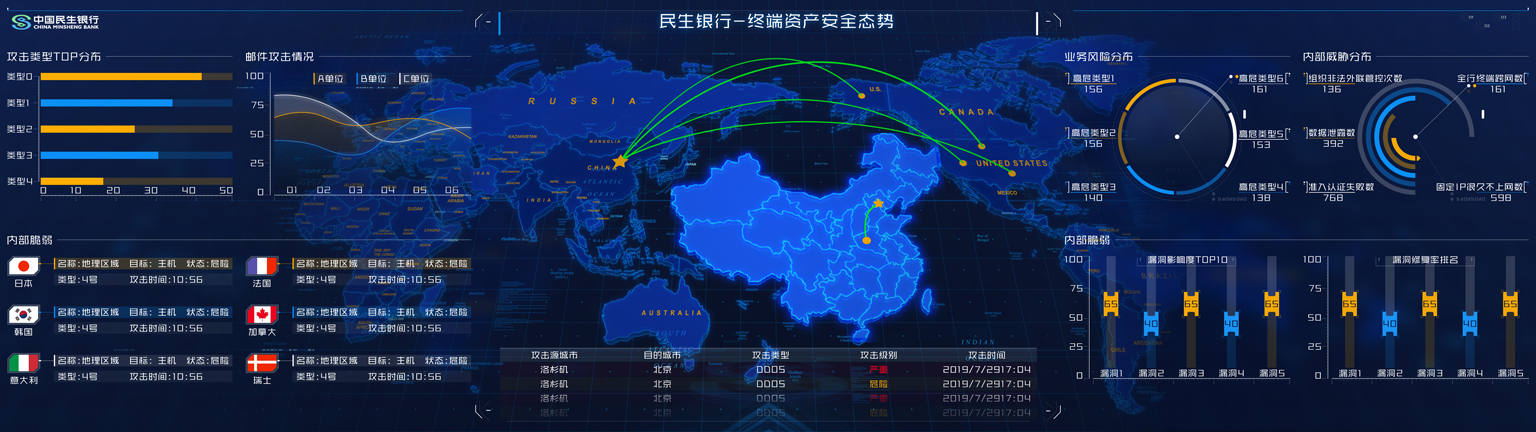 中国民生银行
CHINA MINSHENG BANK
民生银行-终端资产安全态势
攻击类型TOP分布
类型0
类型1
类型2
类型3
类型4
0 10 20 30 40 50
邮件攻击情况
A单位 B单位 C单位
100
75
50
25
0
01 02 03 04 05 06
内部脆弱
日本
名称:地理区域 目标:主机 状态:危险
类型:4号 攻击时间:10:56
法国
名称:地理区域 目标:主机 状态:危险
类型:4号 攻击时间:10:56
韩国
名称:地理区域 目标:主机 状态:危险
类型:4号 攻击时间:10:56
加拿大
名称:地理区域 目标:主机 状态:危险
类型:4号 攻击时间:10:56
意大利
名称:地理区域 目标:主机 状态:危险
类型:4号 攻击时间:10:56
瑞士
名称:地理区域 目标:主机 状态:危险
类型:4号 攻击时间:10:56
RUSSIA
KAZAKHSTAN
MONGOLIA
CHINA
JAPAN
IRAN
INDIA
ATLANTIC
OCEAN
SUDAN
AUSTRALIA
SOUTH
INDIAN
U.S.
CANADA
UNITED STATES
MEXICO
BRAZIL
ARGENTINA
CHILE
攻击源城市 目的城市 攻击类型 攻击级别 攻击时间
洛杉矶 北京 DDOS 严重 2019/7/2917:04
洛杉矶 北京 DDOS 危险 2019/7/2917:04
洛杉矶 北京 DDOS 严重 2019/7/2917:04
洛杉矶 北京 DDOS 危险 2019/7/2917:04
业务风险分布
高层类型1
156
高层类型2
156
高层类型3
140
高层类型6
161
高层类型5
153
高层类型4
138
sadasdad
内部威胁分布
组织非法外联管控次数
136
数据泄露数
392
准入认证失败数
768
全行终端跨网数
161
固定IP很久不上网数
598
sadasdad
内部脆弱
漏洞影响度TOP10
100
75
50
25
0
65 40 65 40 65
漏洞1 漏洞2 漏洞3 漏洞4 漏洞5
漏洞修复率排名
100
75
50
25
0
65 40 65 40 65
漏洞1 漏洞2 漏洞3 漏洞4 漏洞5